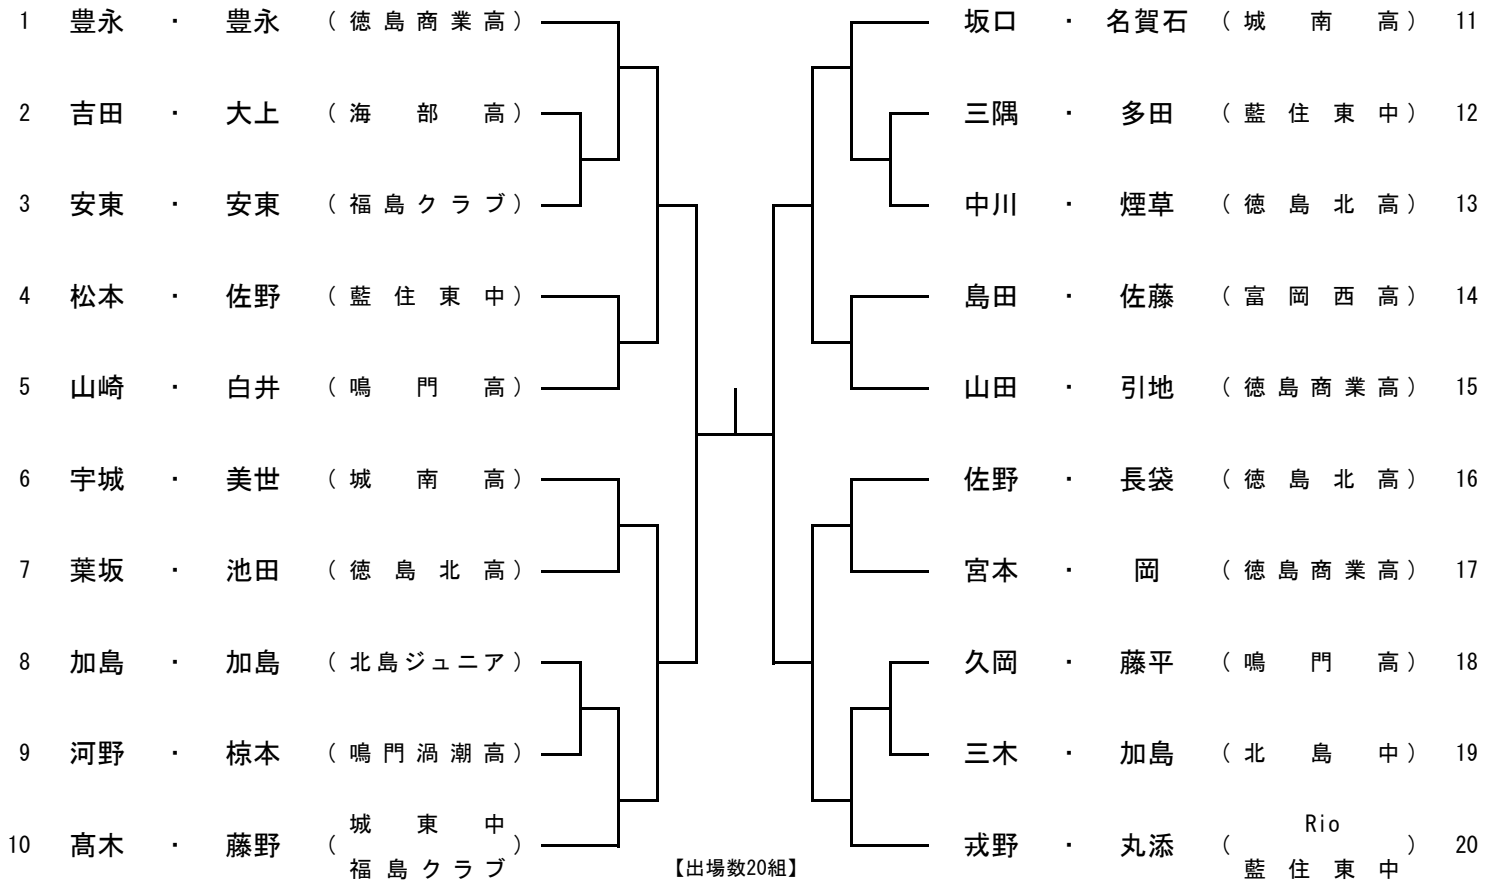 1 豊永 ・ 豊永 (徳島商業高)
2 吉田 ・ 大上 (海部高)
3 安東 ・ 安東 (福島クラブ)
4 松本 ・ 佐野 (藍住東中)
5 山崎 ・ 白井 (鳴門高)
6 宇城 ・ 美世 (城南高)
7 葉坂 ・ 池田 (徳島北高)
8 加島 ・ 加島 (北島ジュニア)
9 河野 ・ 椋本 (鳴門渦潮高)
10 髙木 ・ 藤野 (城東中
福島クラブ)
坂口 ・ 名賀石 (城南高) 11
三隅 ・ 多田 (藍住東中) 12
中川 ・ 煙草 (徳島北高) 13
島田 ・ 佐藤 (富岡西高) 14
山田 ・ 引地 (徳島商業高) 15
佐野 ・ 長袋 (徳島北高) 16
宮本 ・ 岡 (徳島商業高) 17
久岡 ・ 藤平 (鳴門高) 18
三木 ・ 加島 (北島中) 19
戎野 ・ 丸添 (Rio
藍住東中) 20
【出場数20組】